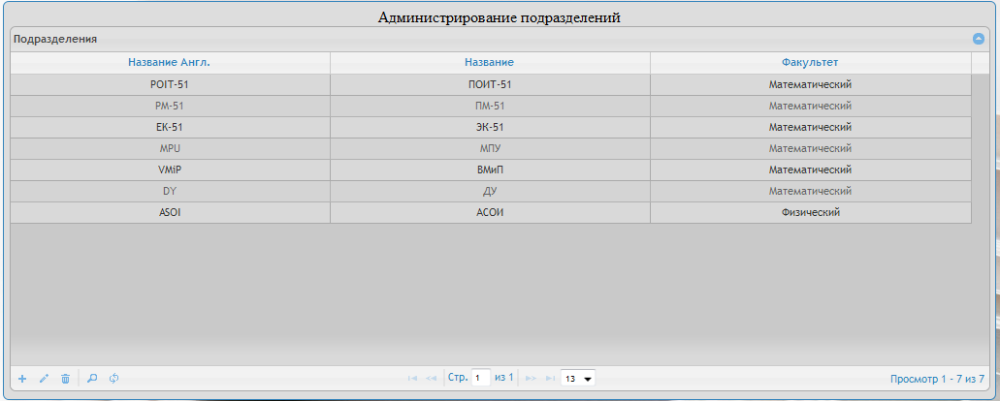 Администрирование подразделений
Подразделения
Название Англ. Название Факультет
POIT-51 ПОИТ-51 Математический
PM-51 ПМ-51 Математический
EK-51 ЭК-51 Математический
MPU МПУ Математический
VMiP ВМиП Математический
DY ДУ Математический
ASOI АСОИ Физический
Стр. 1 из 1 13 Просмотр 1 - 7 из 7